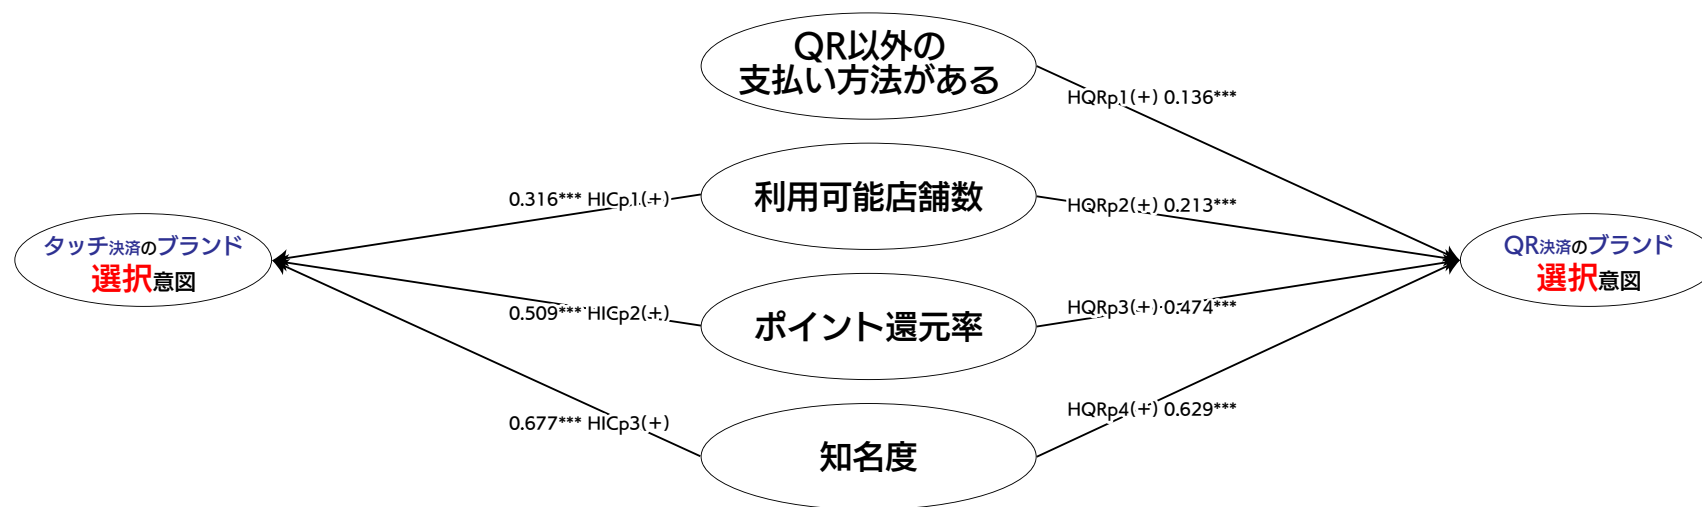 QR以外の
支払い方法がある
HQRp1(+) 0.136***
利用可能店舗数
0.316*** HICp1(+)
HQRp2(+) 0.213***
タッチ決済のブランド
選択意図
QR決済のブランド
選択意図
ポイント還元率
0.509*** HICp2(+)
HQRp3(+) 0.474***
知名度
0.677*** HICp3(+)
HQRp4(+) 0.629***